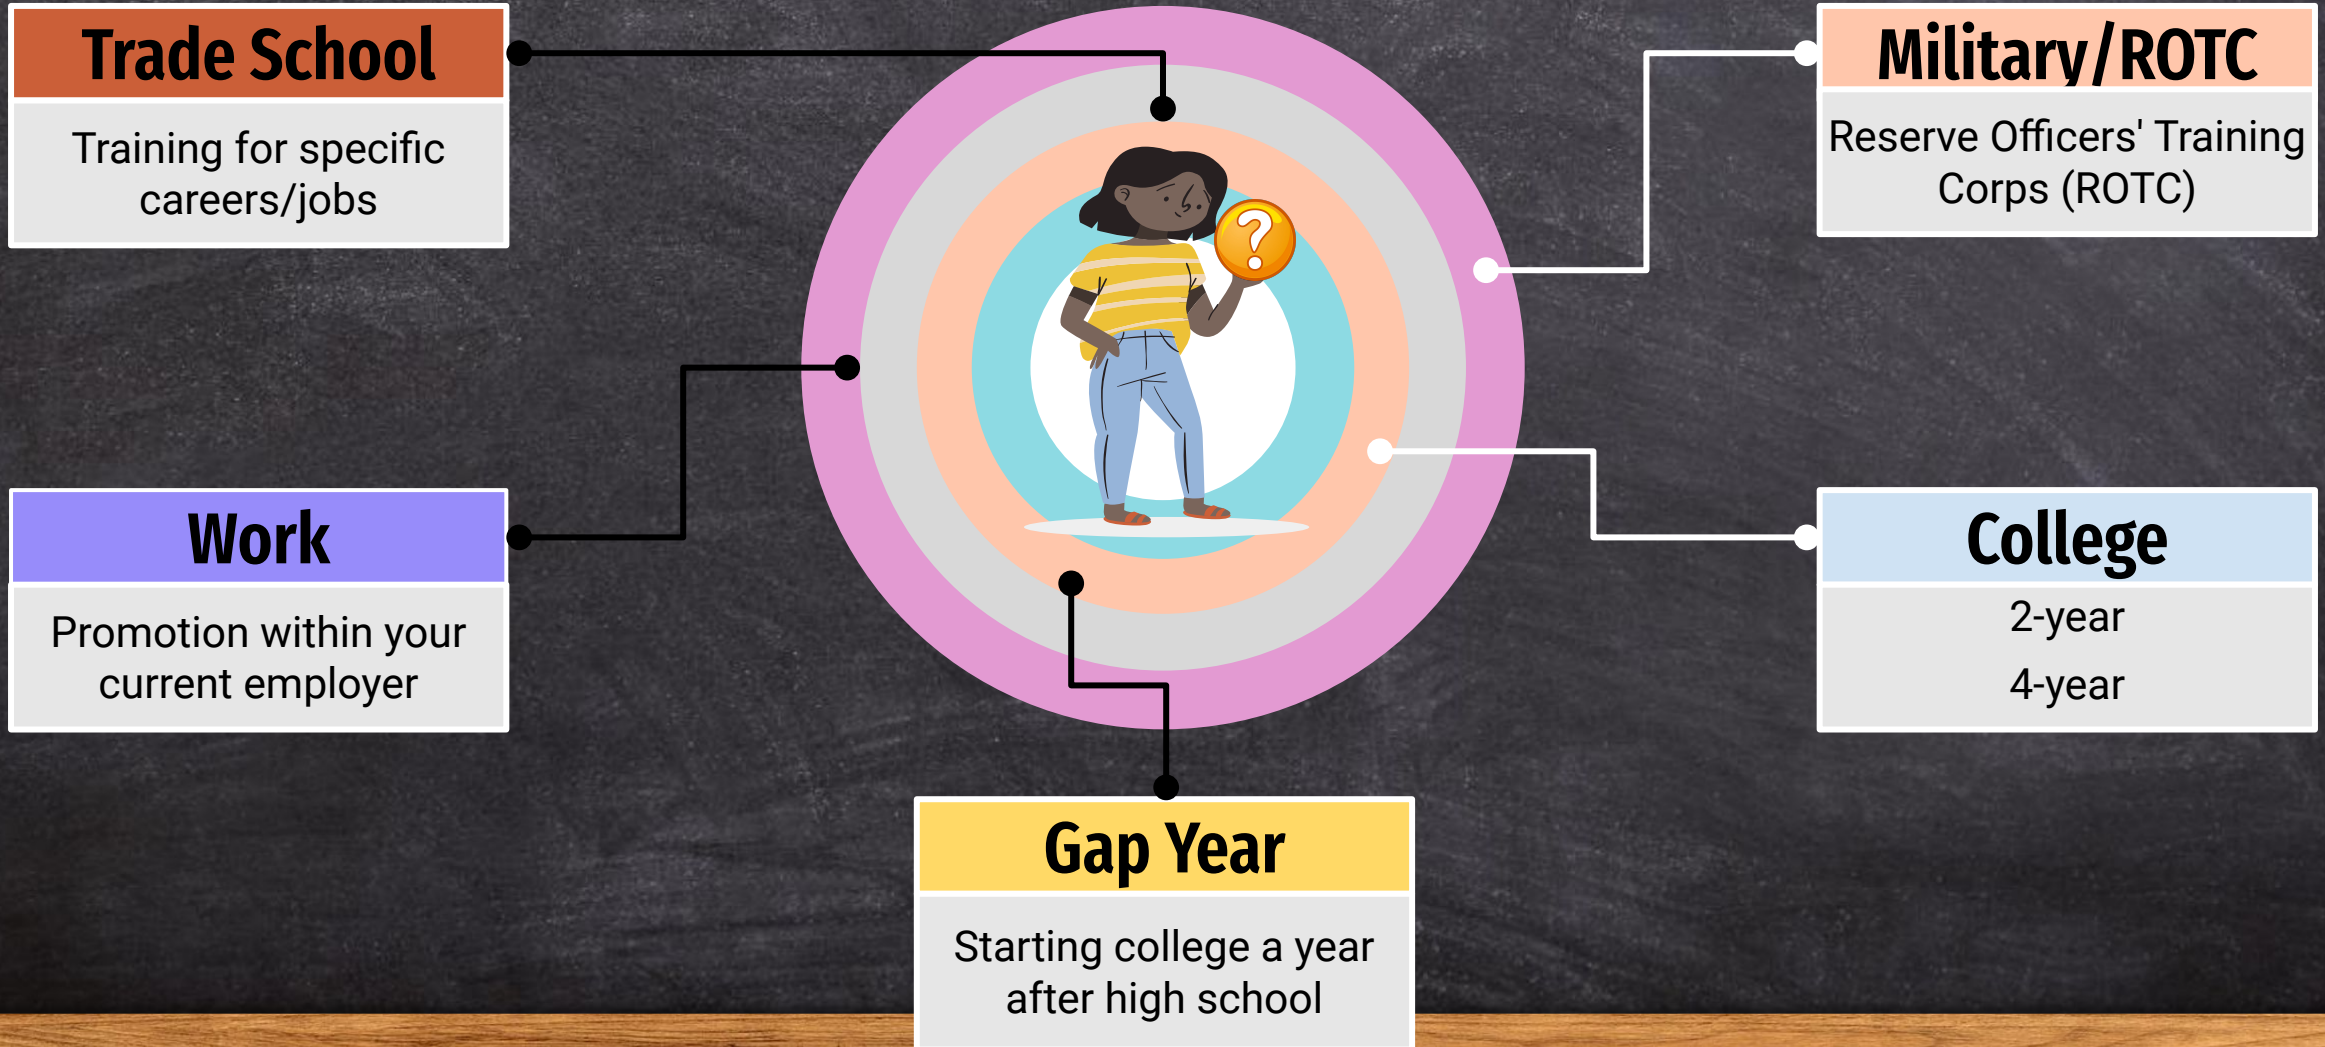 Trade School
Training for specific
careers/jobs
?
Military/ROTC
Reserve Officers' Training
Corps (ROTC)
Work
Promotion within your
current employer
College
2-year
4-year
Gap Year
Starting college a year
after high school